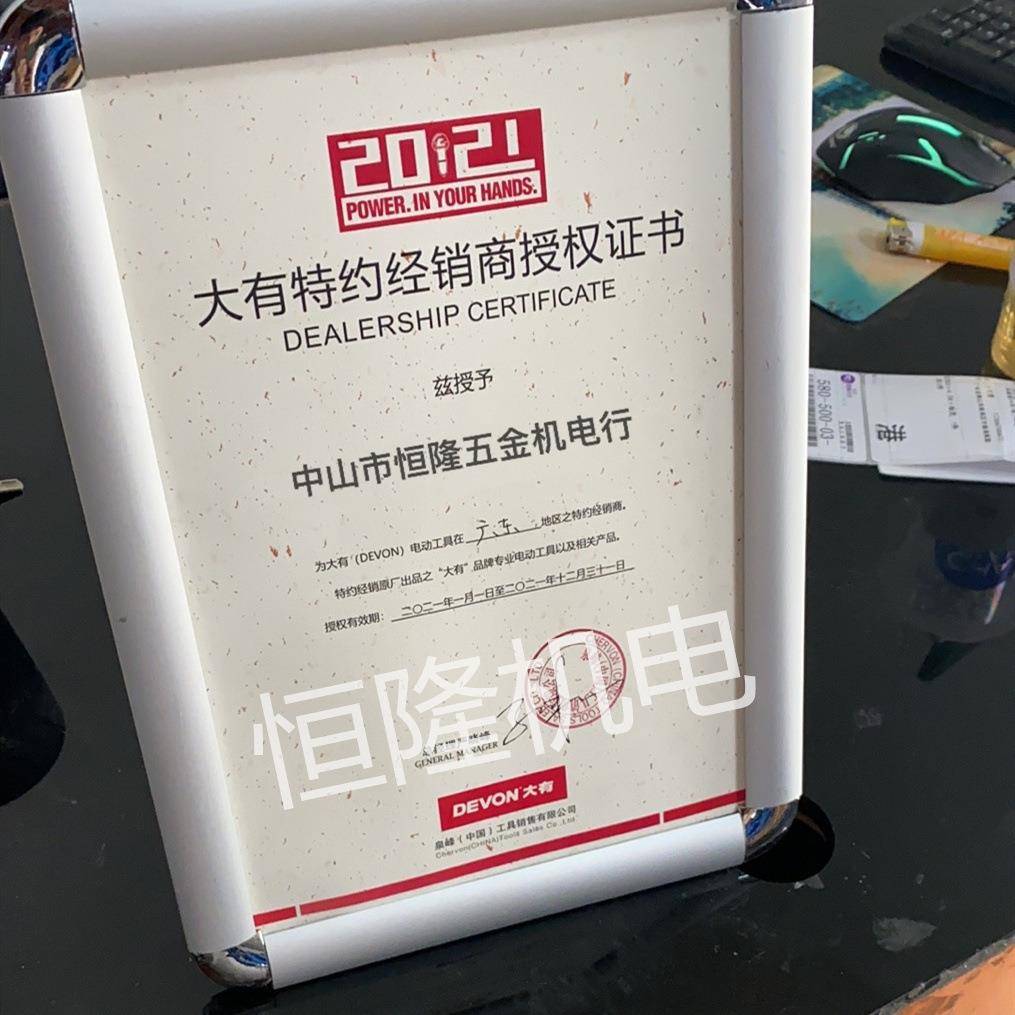 2021
POWER. IN YOUR HANDS.
大有特约经销商授权证书
DEALERSHIP CERTIFICATE
兹授予
中山市恒隆五金机电行
为大有（DEVON）电动工具在 广东 地区之特约经销商。
特约经销原厂出品之“大有”品牌专业电动工具以及相关产品。
授权有效期：二〇二一年一月一日至二〇二一年十二月三十一日
恒隆机电
GENERAL MANAGER
DEVON 大有
泉峰（中国）工具销售有限公司
Chervon(CHINA)Tools Sales Co.,Ltd
580-500-03-
港